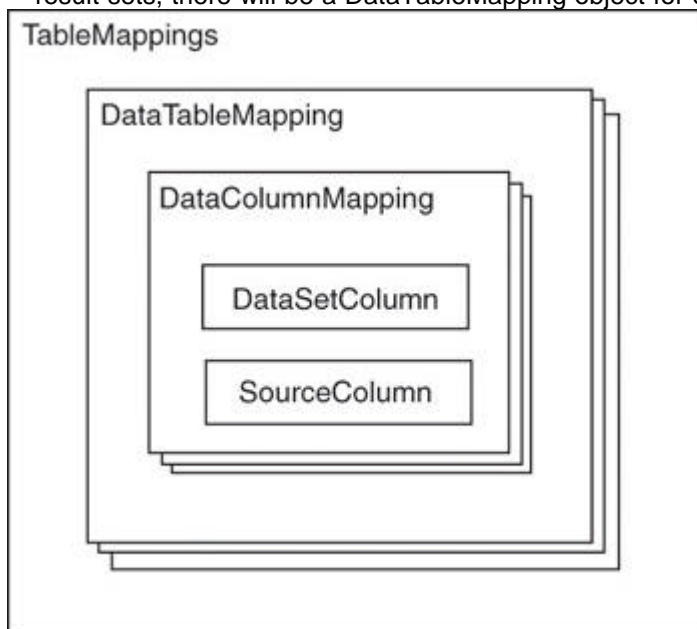 result sets, there will be a DataTableMapping object for
TableMappings
DataTableMapping
DataColumnMapping
DataSetColumn
SourceColumn